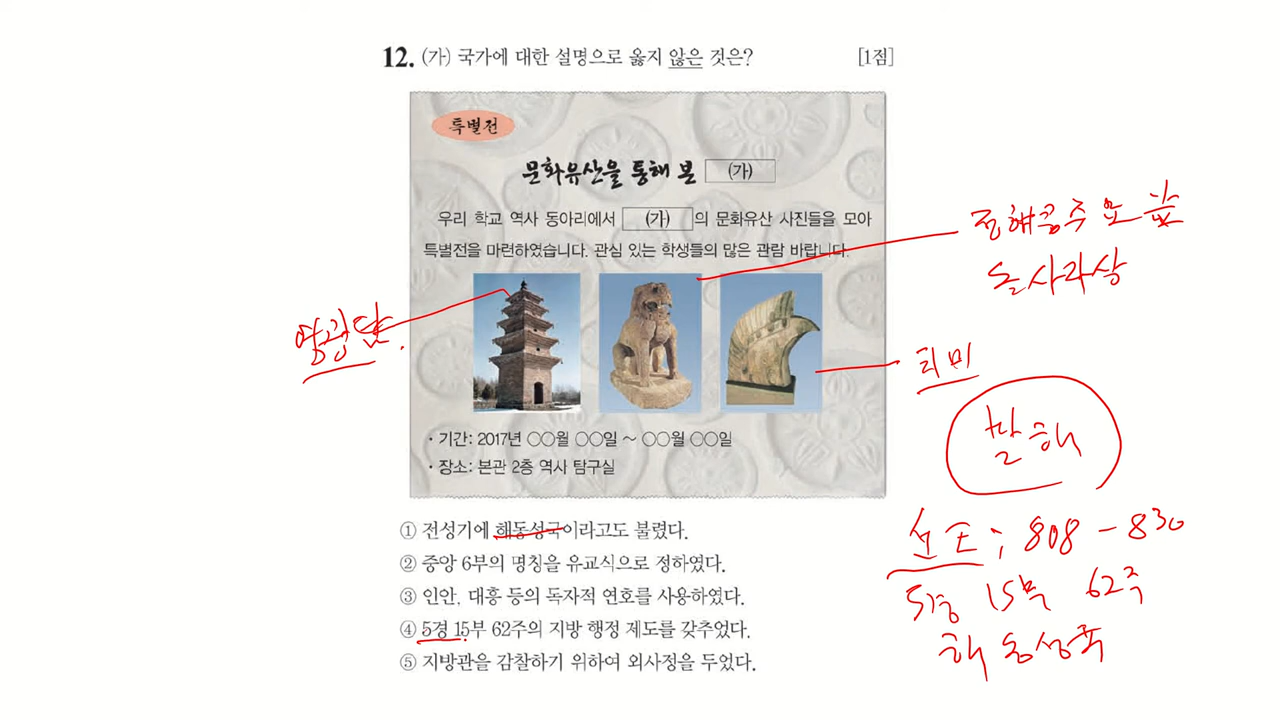 12. (가) 국가에 대한 설명으로 옳지 않은 것은? [1점]
특별전
문화유산을 통해 본 (가)
우리 학교 역사 동아리에서 (가) 의 문화유산 사진들을 모아
특별전을 마련하였습니다. 관심 있는 학생들의 많은 관람 바랍니다.
영광탑
정혜공주묘
돌사자상
치미
발해
• 기간: 2017년 ○○월 ○○일 ~ ○○월 ○○일
• 장소: 본관 2층 역사 탐구실
① 전성기에 해동성국이라고도 불렸다.
② 중앙 6부의 명칭을 유교식으로 정하였다.
③ 인안, 대흥 등의 독자적 연호를 사용하였다.
④ 5경 15부 62주의 지방 행정 제도를 갖추었다.
⑤ 지방관을 감찰하기 위하여 외사정을 두었다.
선왕; 808 - 830
5경 15부 62주
해동성국